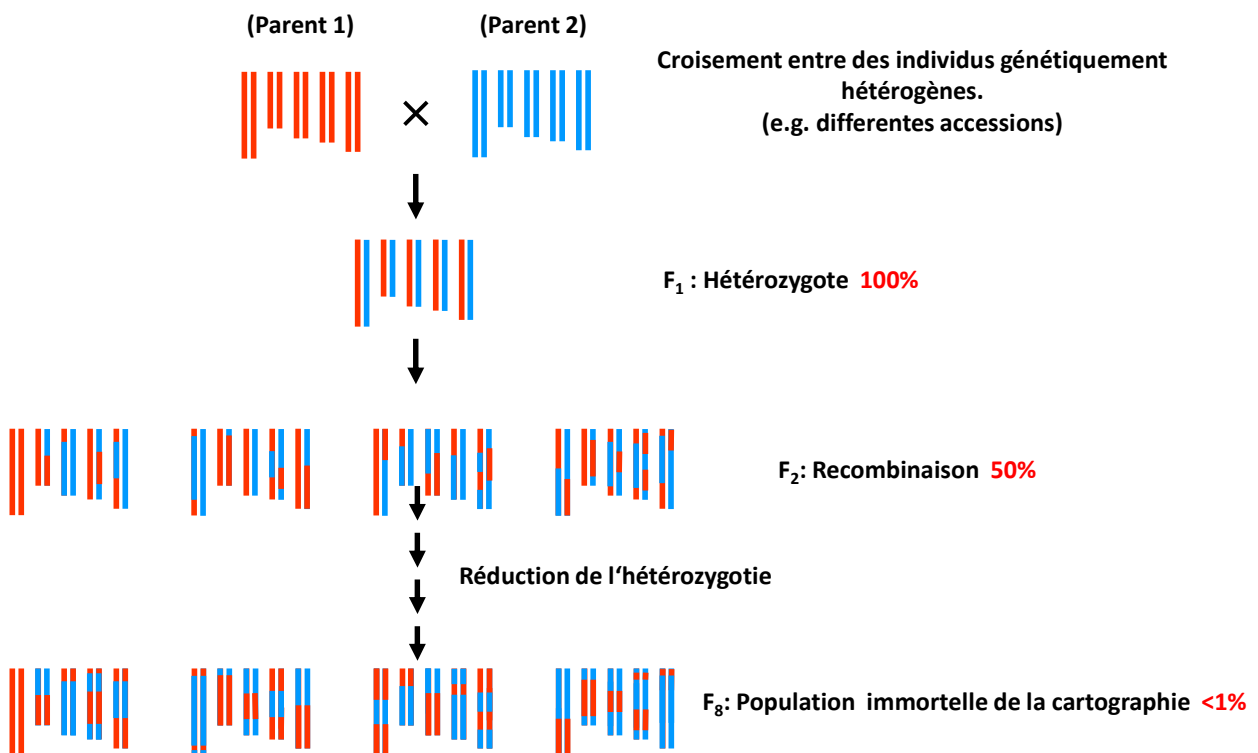 (Parent 1) (Parent 2)
Croisement entre des individus génétiquement
hétérogènes.
(e.g. differentes accessions)
×
F₁ : Hétérozygote 100%
F₂: Recombinaison 50%
Réduction de l‘hétérozygotie
F₈: Population immortelle de la cartographie <1%